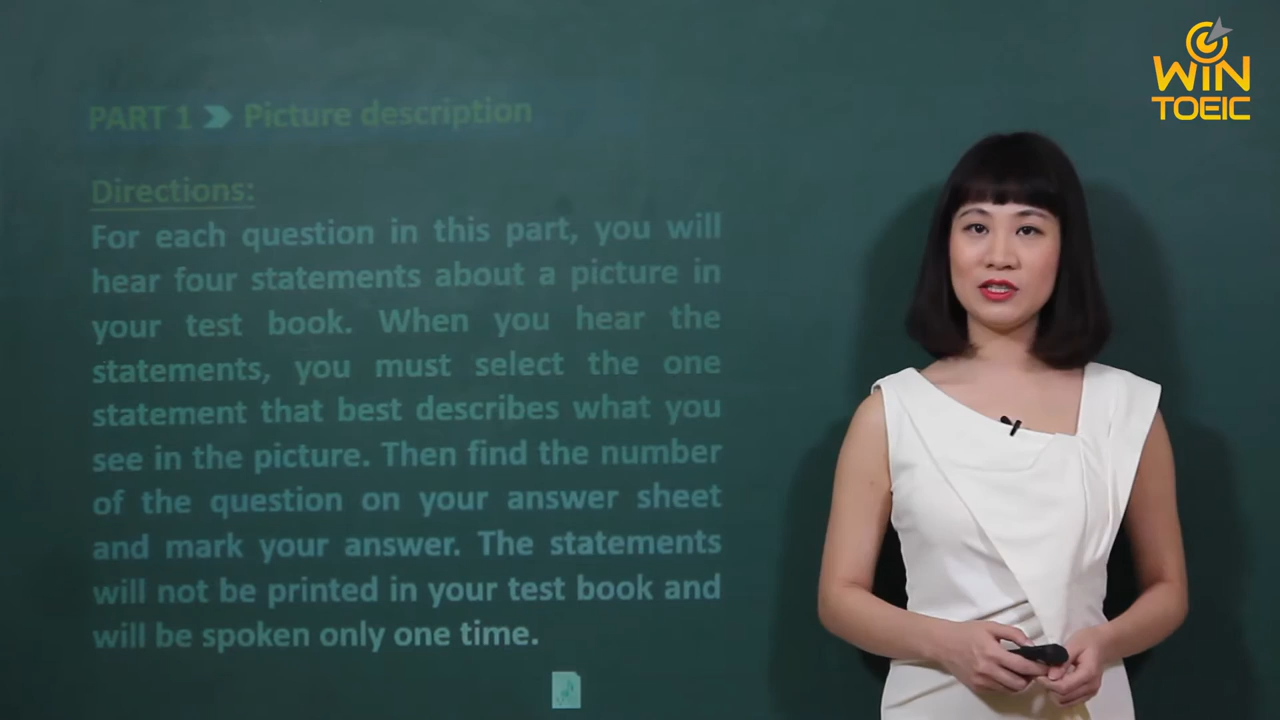 WIN
TOEIC
PART 1 Picture description
Directions:
For each question in this part, you will
hear four statements about a picture in
your test book. When you hear the
statements, you must select the one
statement that best describes what you
see in the picture. Then find the number
of the question on your answer sheet
and mark your answer. The statements
will not be printed in your test book and
will be spoken only one time.